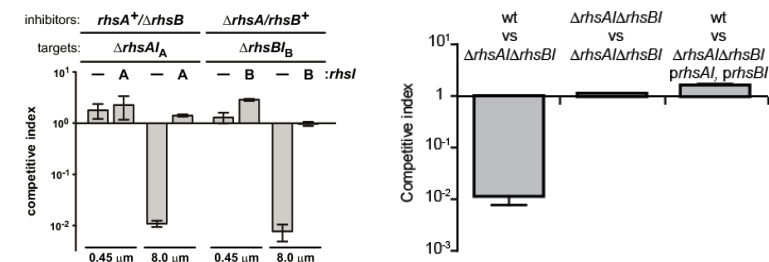 inhibitors: rhsA⁺/ΔrhsB ΔrhsA/rhsB⁺
targets: ΔrhsAI_A ΔrhsBI_B
– A – A – B – B :rhsI
10¹
10⁰
10⁻¹
10⁻²
competitive index
0.45 μm 8.0 μm 0.45 μm 8.0 μm
wt ΔrhsAIΔrhsBI wt
vs vs vs
ΔrhsAIΔrhsBI ΔrhsAIΔrhsBI ΔrhsAIΔrhsBI
prhsAI, prhsBI
10¹
1
10⁻¹
10⁻²
10⁻³
Competitive index